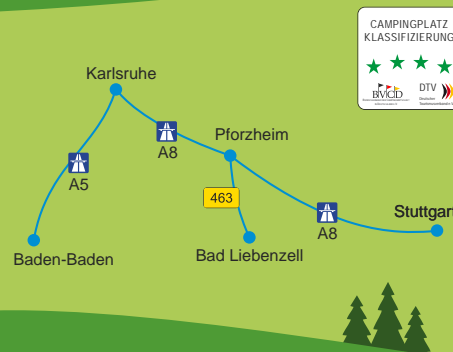 CAMPINGPLATZ
KLASSIFIZIERUNG
BVCD
DTV
Karlsruhe
A8
Pforzheim
A5
463
Stuttgart
A8
Baden-Baden
Bad Liebenzell